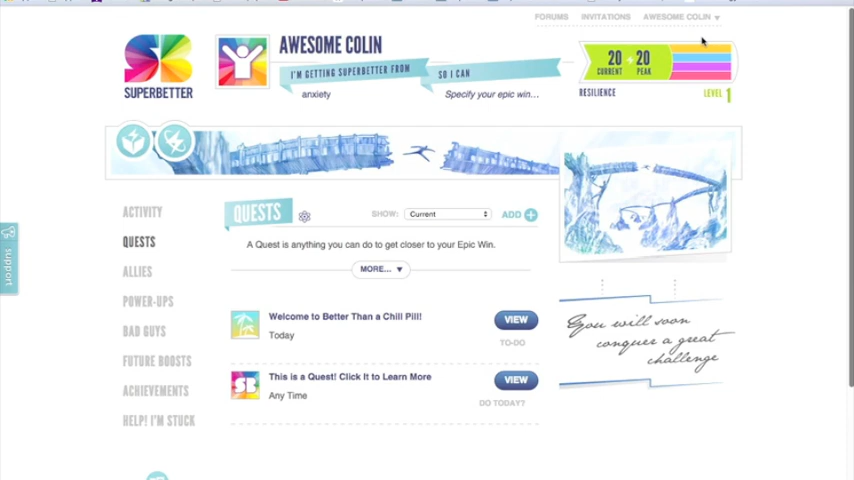 FORUMS INVITATIONS AWESOME COLIN
AWESOME COLIN
I'M GETTING SUPERBETTER FROM
SO I CAN
anxiety
Specify your epic win...
SUPERBETTER
20 20
CURRENT PEAK
RESILIENCE
LEVEL 1
ACTIVITY
QUESTS
ALLIES
POWER-UPS
BAD GUYS
FUTURE BOOSTS
ACHIEVEMENTS
HELP! I'M STUCK
support
QUESTS
SHOW: Current ADD
A Quest is anything you can do to get closer to your Epic Win.
MORE...
Welcome to Better Than a Chill Pill!
Today
VIEW
TO-DO
This is a Quest! Click It to Learn More
Any Time
VIEW
DO TODAY?
You will soon
conquer a great
challenge